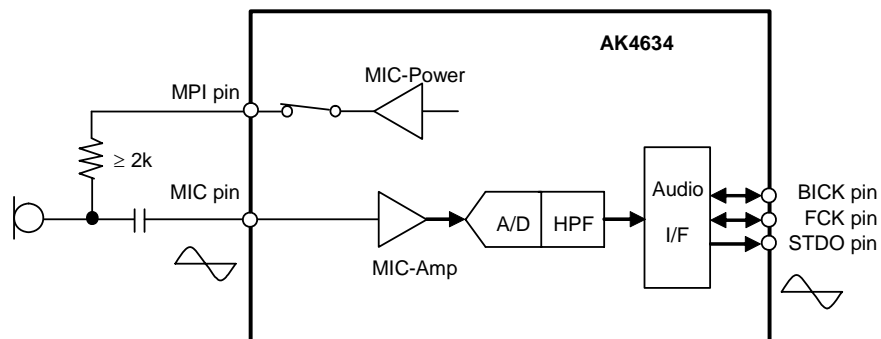 AK4634
MIC-Power
MPI pin
≥ 2k
MIC pin
Audio
I/F
A/D
HPF
MIC-Amp
BICK pin
FCK pin
STDO pin